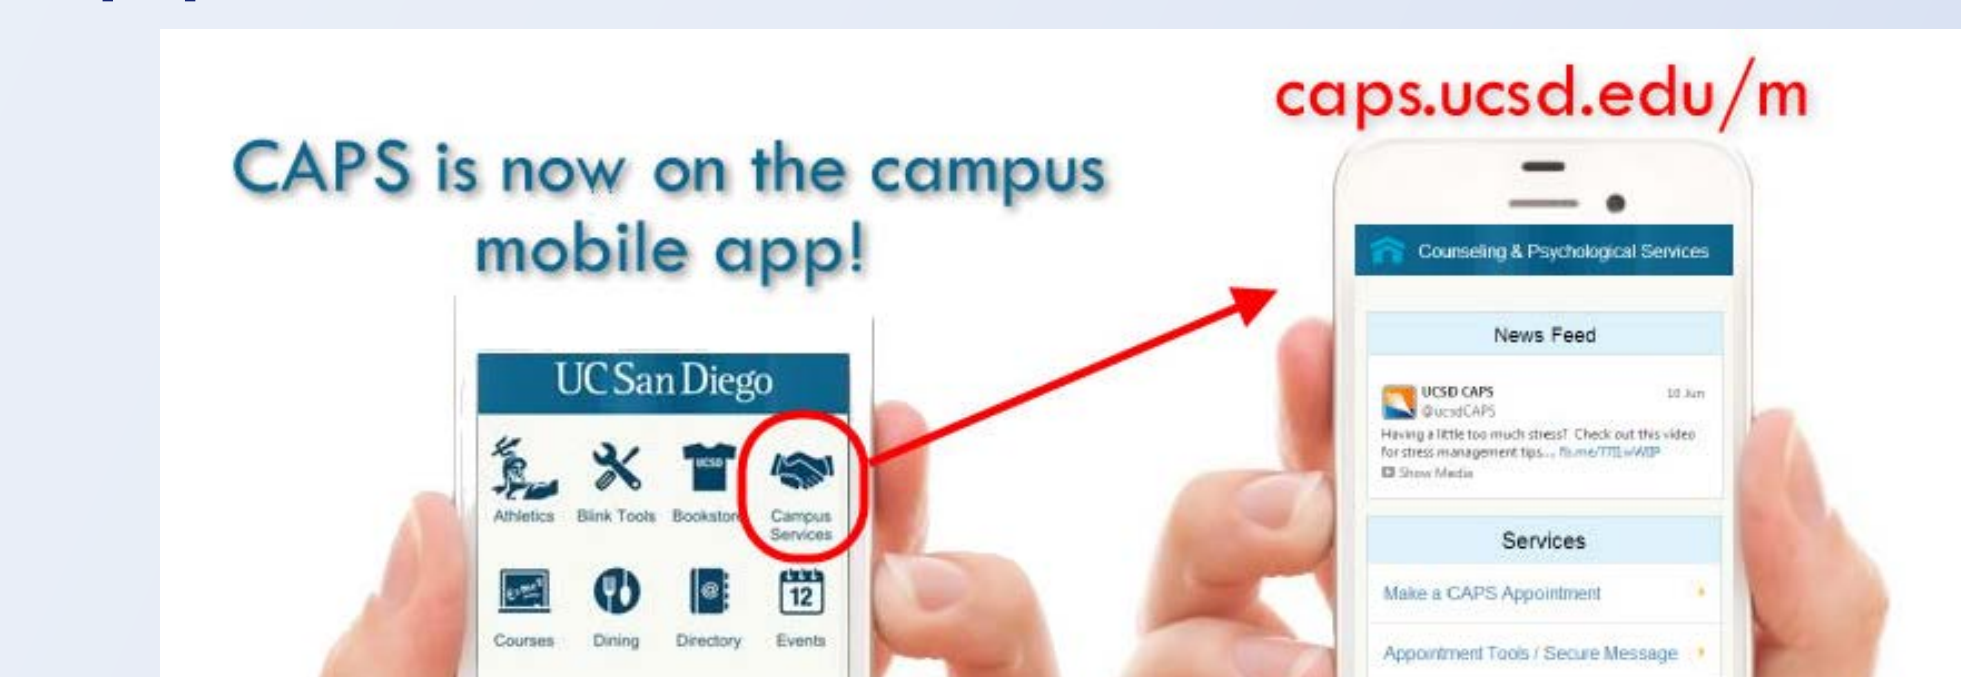 caps.ucsd.edu/m
CAPS is now on the campus
mobile app!
UC San Diego
Athletics
Blink Tools
UCSD
Bookstore
Campus
Services
Courses
Dining
@
Directory
12
Events
Counseling & Psychological Services
News Feed
UCSD CAPS 10 Jun
@ucsdCAPS
Having a little too much stress? Check out this video
for stress management tips...
Show Media
Services
Make a CAPS Appointment
Appointment Tools / Secure Message